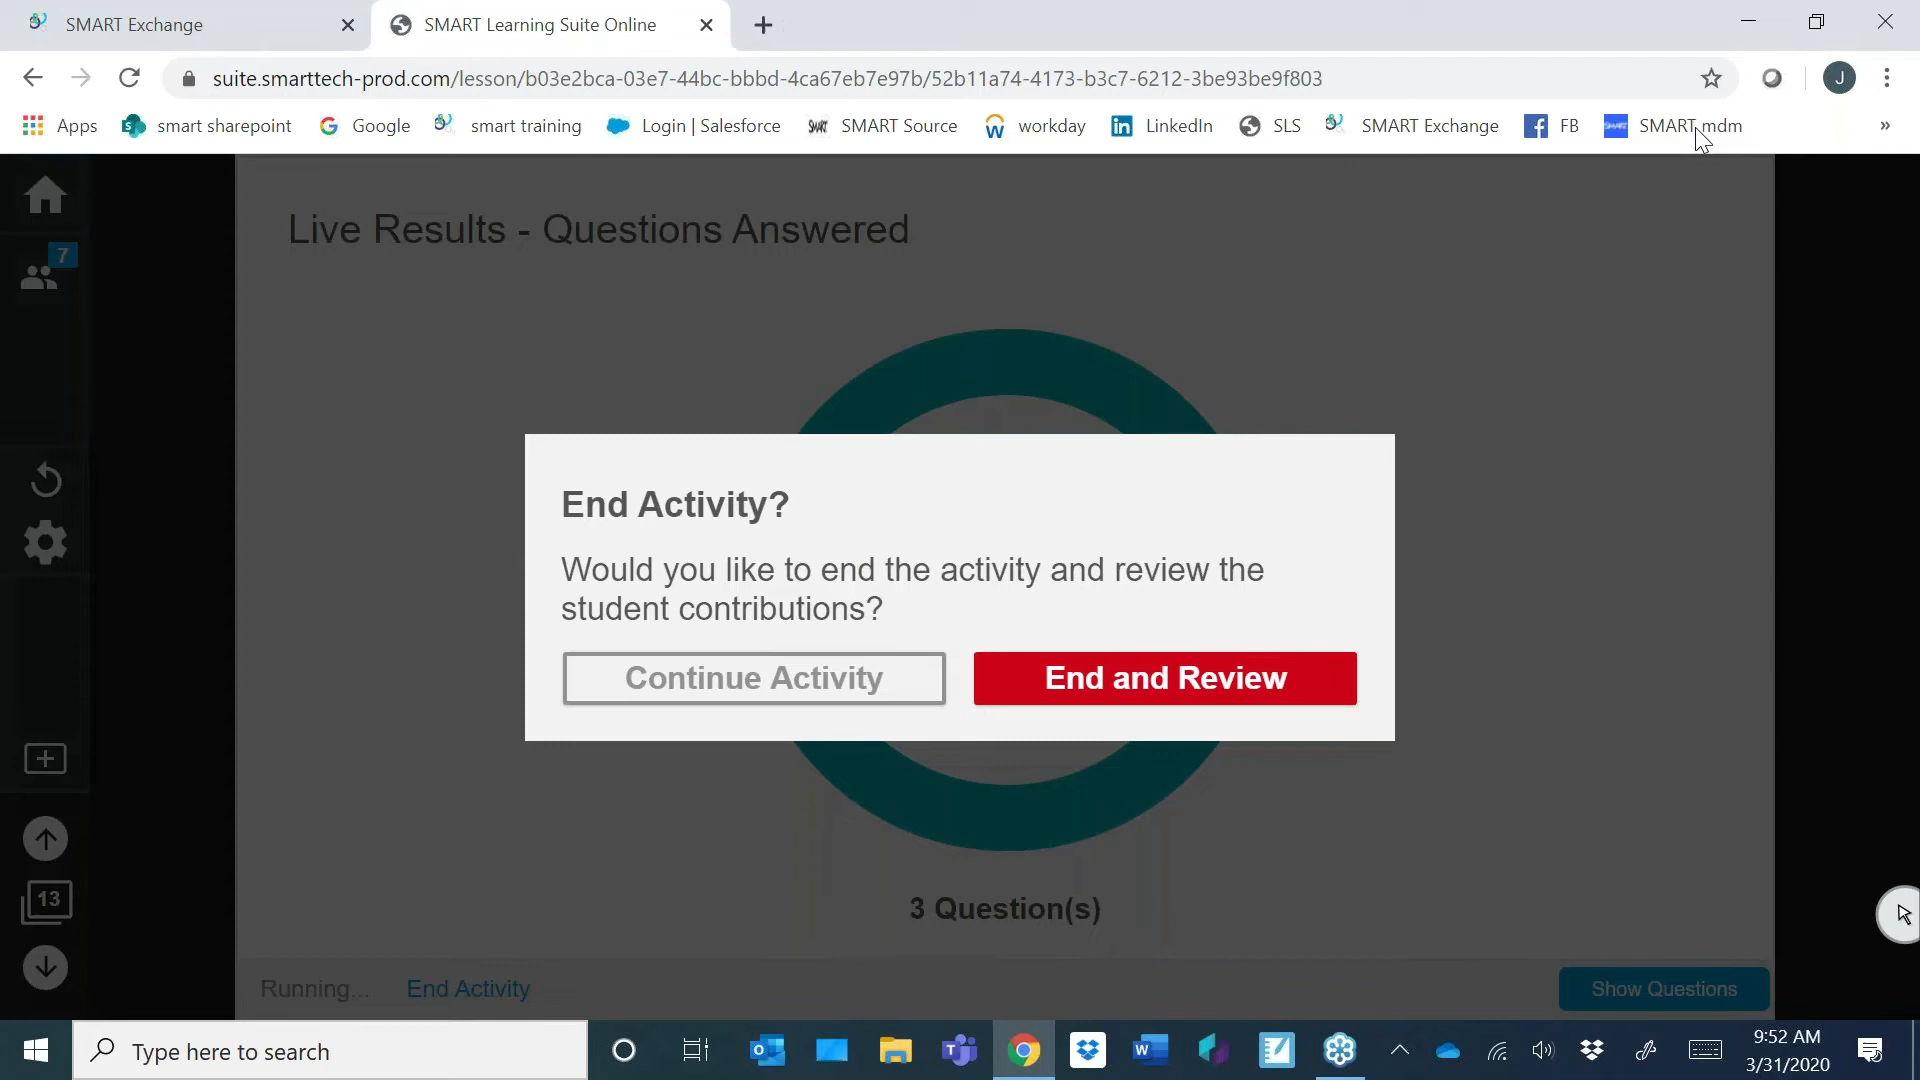 SMART Exchange
SMART Learning Suite Online
suite.smarttech-prod.com/lesson/b03e2bca-03e7-44bc-bbbd-4ca67eb7e97b/52b11a74-4173-b3c7-6212-3be93be9f803
J
Apps smart sharepoint Google smart training Login | Salesforce SMART Source workday LinkedIn SLS SMART Exchange FB SMART mdm »
7
Live Results - Questions Answered
End Activity?
Would you like to end the activity and review the
student contributions?
Continue Activity End and Review
13
3 Question(s)
Running... End Activity Show Questions
Type here to search
9:52 AM
3/31/2020